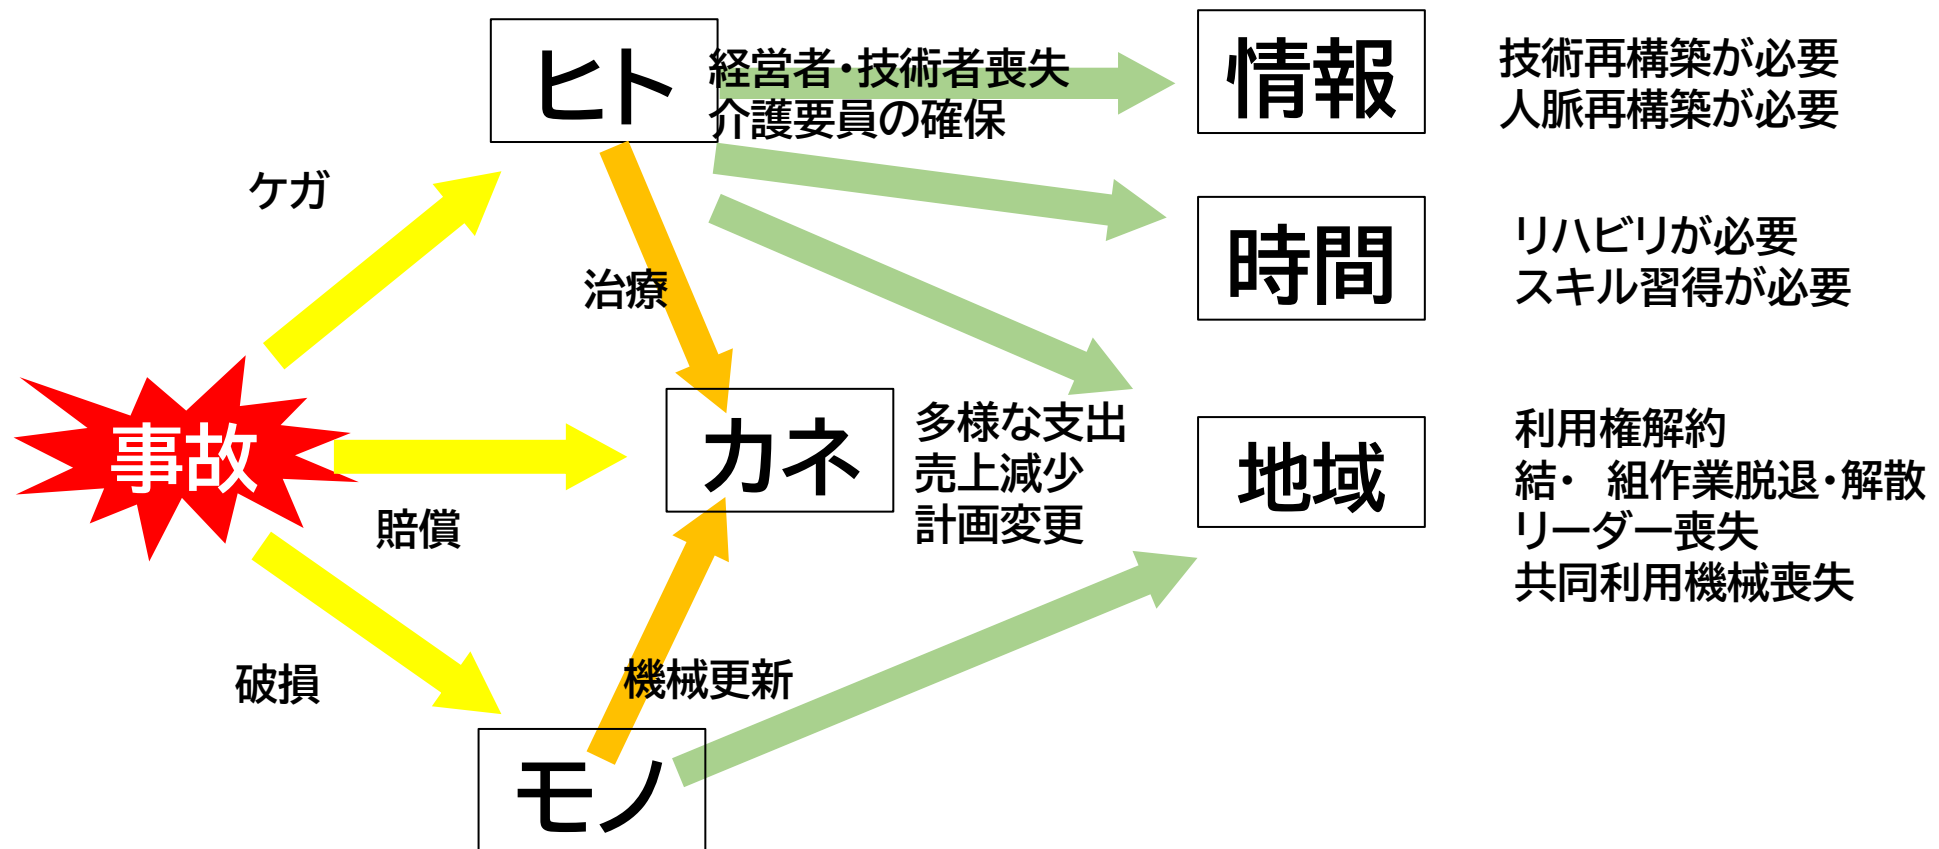 ヒト
経営者・技術者喪失
介護要員の確保
情報
技術再構築が必要
人脈再構築が必要
ケガ
時間
リハビリが必要
スキル習得が必要
治療
事故
カネ
多様な支出
売上減少
計画変更
地域
利用権解約
結・ 組作業脱退・解散
リーダー喪失
共同利用機械喪失
賠償
破損
機械更新
モノ